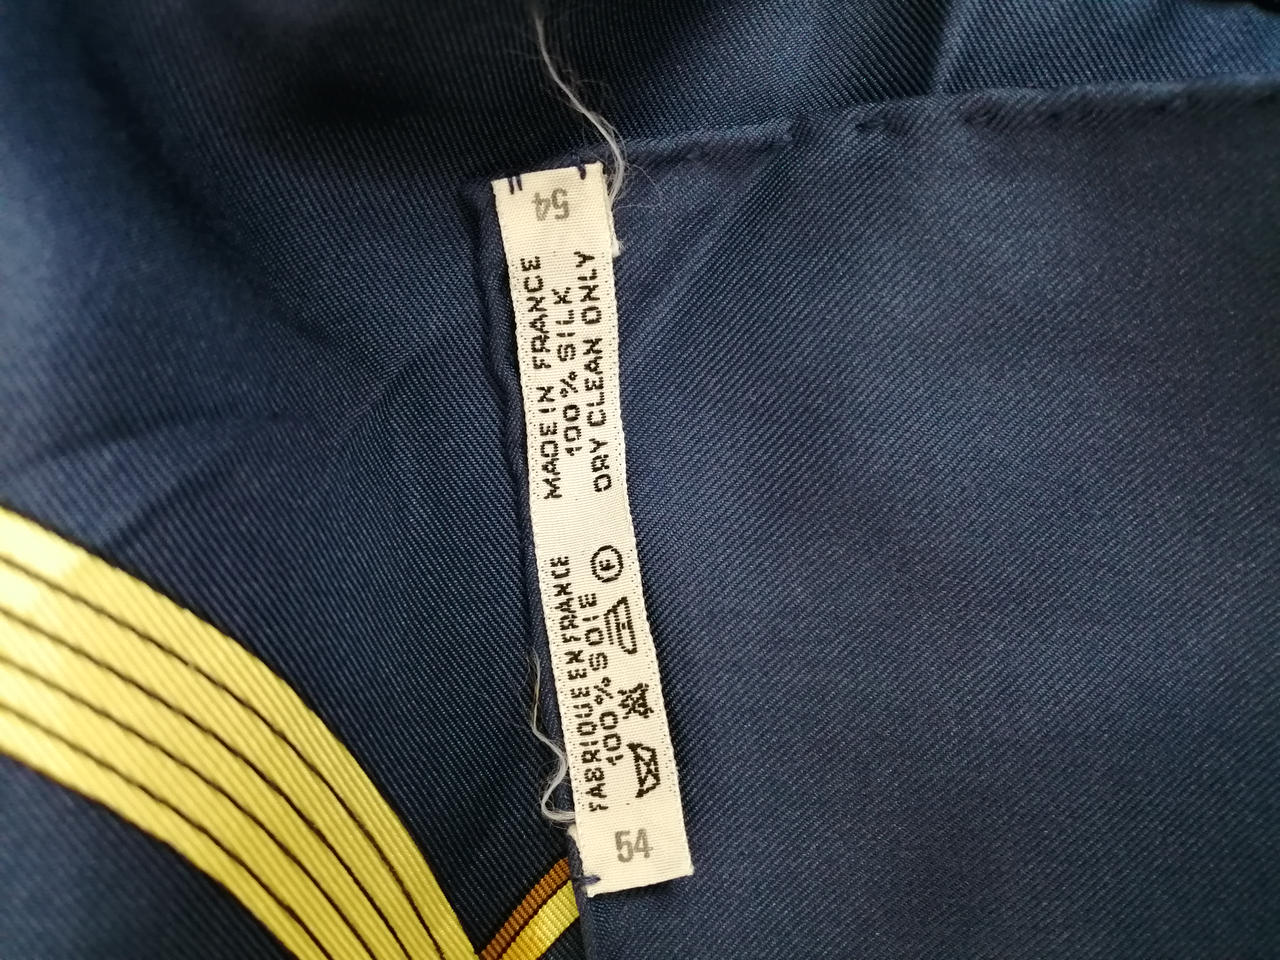 54
MADE IN FRANCE
100% SILK
DRY CLEAN ONLY
FABRIQUE EN FRANCE
100% SOIE
F
54